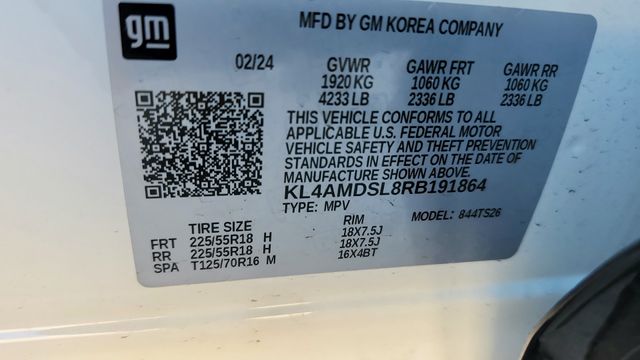 gm
MFD BY GM KOREA COMPANY
02/24 GVWR GAWR FRT GAWR RR
1920 KG 1060 KG 1060 KG
4233 LB 2336 LB 2336 LB
THIS VEHICLE CONFORMS TO ALL
APPLICABLE U.S. FEDERAL MOTOR
VEHICLE SAFETY AND THEFT PREVENTION
STANDARDS IN EFFECT ON THE DATE OF
MANUFACTURE SHOWN ABOVE.
KL4AMDSL8RB191864
TYPE: MPV MODEL: 844TS26
TIRE SIZE RIM
FRT 225/55R18 H 18X7.5J
RR 225/55R18 H 18X7.5J
SPA T125/70R16 M 16X4BT